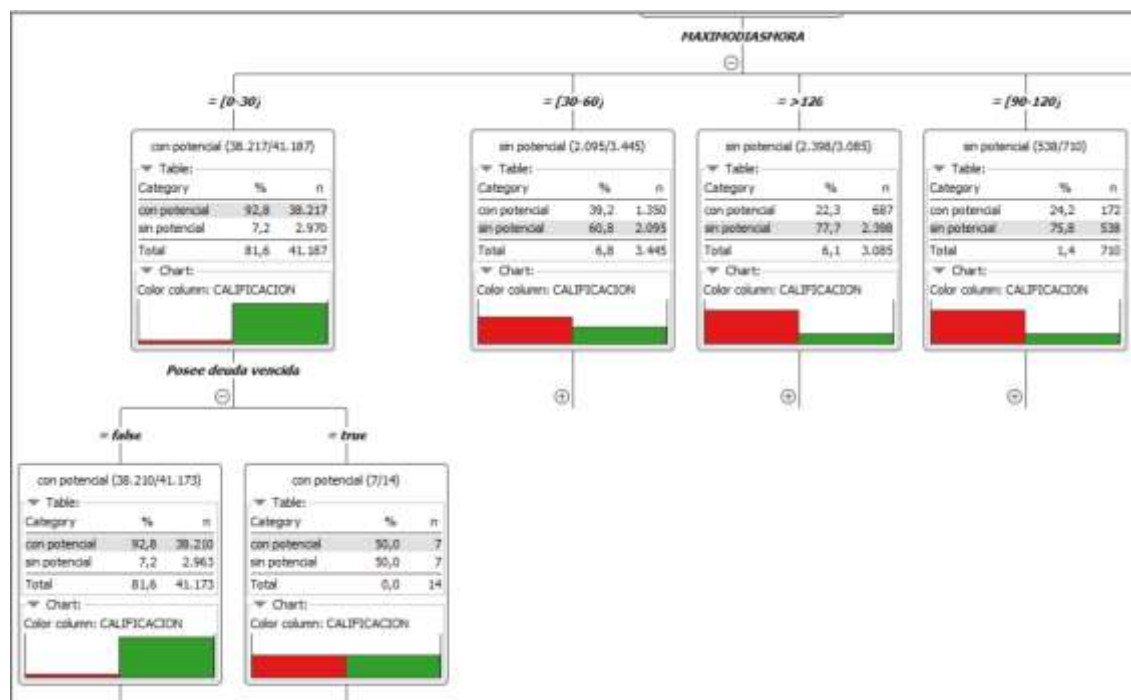 MAXIMODIASMORA
= [0-30)
= [30-60)
= >126
= [90-120)
con potencial (38.217/41.187)
Table:
Category % n
con potencial 92,8 38.217
sin potencial 7,2 2.970
Total 81,6 41.187
Chart:
Color column: CALIFICACION
sin potencial (2.095/3.445)
Table:
Category % n
con potencial 39,2 1.350
sin potencial 60,8 2.095
Total 6,8 3.445
Chart:
Color column: CALIFICACION
sin potencial (2.398/3.085)
Table:
Category % n
con potencial 22,3 687
sin potencial 77,7 2.398
Total 6,1 3.085
Chart:
Color column: CALIFICACION
sin potencial (538/710)
Table:
Category % n
con potencial 24,2 172
sin potencial 75,8 538
Total 1,4 710
Chart:
Color column: CALIFICACION
Posee deuda vencida
= false
= true
con potencial (38.210/41.173)
Table:
Category % n
con potencial 92,8 38.210
sin potencial 7,2 2.963
Total 81,6 41.173
Chart:
Color column: CALIFICACION
con potencial (7/14)
Table:
Category % n
con potencial 50,0 7
sin potencial 50,0 7
Total 0,0 14
Chart:
Color column: CALIFICACION